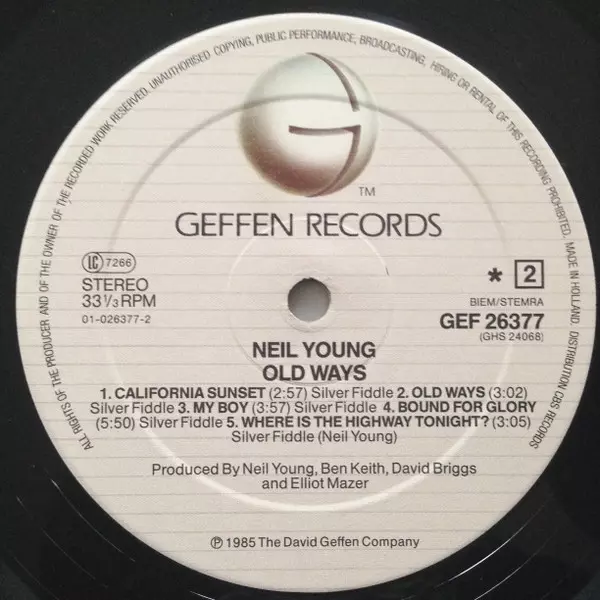 ALL RIGHTS OF THE PRODUCER AND OF THE OWNER OF THE RECORDED WORK RESERVED. UNAUTHORISED COPYING, PUBLIC PERFORMANCE, BROADCASTING, HIRING OR RENTAL OF THIS RECORDING PROHIBITED. MADE IN HOLLAND. DISTRIBUTION CBS RECORDS
G
TM
GEFFEN RECORDS
LC 7266
STEREO
33 1/3 RPM
01-026377-2
* 2
BIEM/STEMRA
GEF 26377
(GHS 24068)
NEIL YOUNG
OLD WAYS
1. CALIFORNIA SUNSET (2:57) Silver Fiddle 2. OLD WAYS (3:02)
Silver Fiddle 3. MY BOY (3:57) Silver Fiddle 4. BOUND FOR GLORY
(5:50) Silver Fiddle 5. WHERE IS THE HIGHWAY TONIGHT? (3:05)
Silver Fiddle (Neil Young)
Produced By Neil Young, Ben Keith, David Briggs
and Elliot Mazer
℗ 1985 The David Geffen Company